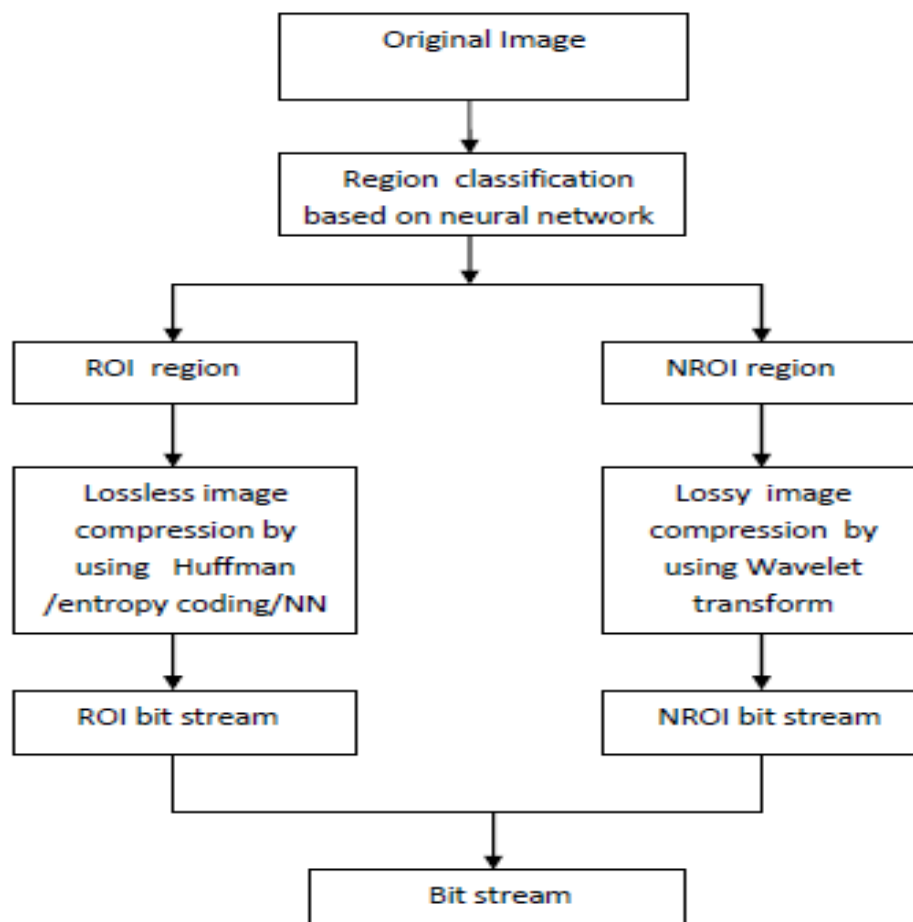 Original Image
Region classification
based on neural network
ROI region
NROI region
Lossless image
compression by
using Huffman
/entropy coding/NN
Lossy image
compression by
using Wavelet
transform
ROI bit stream
NROI bit stream
Bit stream